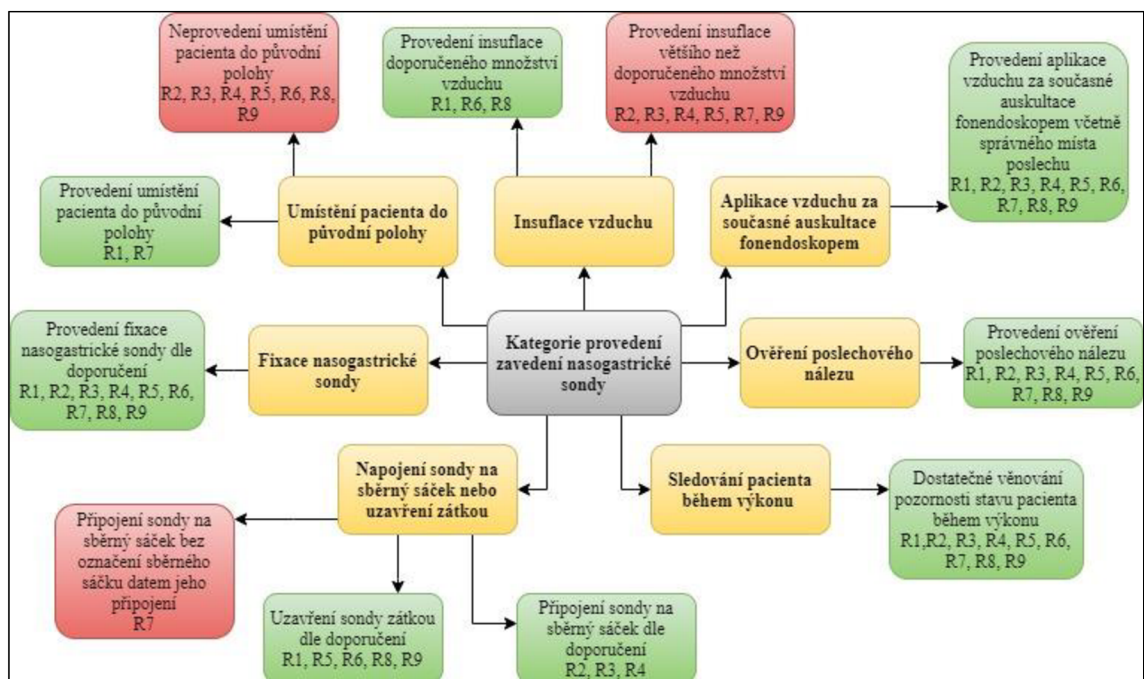 Neprovedení umístění
pacienta do původní
polohy
R2, R3, R4, R5, R6, R8,
R9
Provedení insuflace
doporučeného množství
vzduchu
R1, R6, R8
Provedení insuflace
většího než
doporučeného množství
vzduchu
R2, R3, R4, R5, R7, R9
Provedení aplikace
vzduchu za současné
auskultace
fonendoskopem včetně
správného místa
poslechu
R1, R2, R3, R4, R5, R6,
R7, R8, R9
Provedení umístění
pacienta do původní
polohy
R1, R7
Umístění pacienta do
původní polohy
Insuflace vzduchu
Aplikace vzduchu za
současné auskultace
fonendoskopem
Provedení fixace
nasogastrické sondy dle
doporučení
R1, R2, R3, R4, R5, R6,
R7, R8, R9
Fixace nasogastrické
sondy
Kategorie provedení
zavedení nasogastrické
sondy
Ověření poslechového
nálezu
Provedení ověření
poslechového nálezu
R1, R2, R3, R4, R5, R6,
R7, R8, R9
Napojení sondy na
sběrný sáček nebo
uzavření zátkou
Sledování pacienta
během výkonu
Dostatečné věnování
pozornosti stavu pacienta
během výkonu
R1,R2, R3, R4, R5, R6,
R7, R8, R9
Připojení sondy na
sběrný sáček bez
označení sběrného
sáčku datem jeho
připojení
R7
Uzavření sondy zátkou
dle doporučení
R1, R5, R6, R8, R9
Připojení sondy na
sběrný sáček dle
doporučení
R2, R3, R4